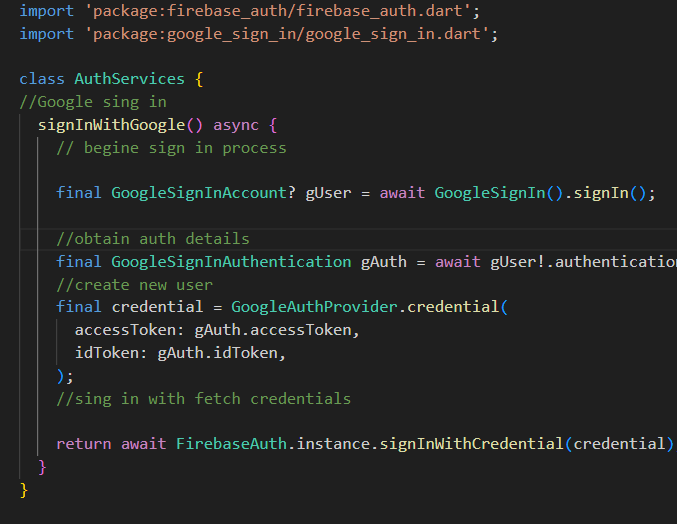 import 'package:firebase_auth/firebase_auth.dart';
import 'package:google_sign_in/google_sign_in.dart';
class AuthServices {
//Google sing in
signInWithGoogle() async {
// begine sign in process
final GoogleSignInAccount? gUser = await GoogleSignIn().signIn();
//obtain auth details
final GoogleSignInAuthentication gAuth = await gUser!.authentication
//create new user
final credential = GoogleAuthProvider.credential(
accessToken: gAuth.accessToken,
idToken: gAuth.idToken,
);
//sing in with fetch credentials
return await FirebaseAuth.instance.signInWithCredential(credential)
}
}